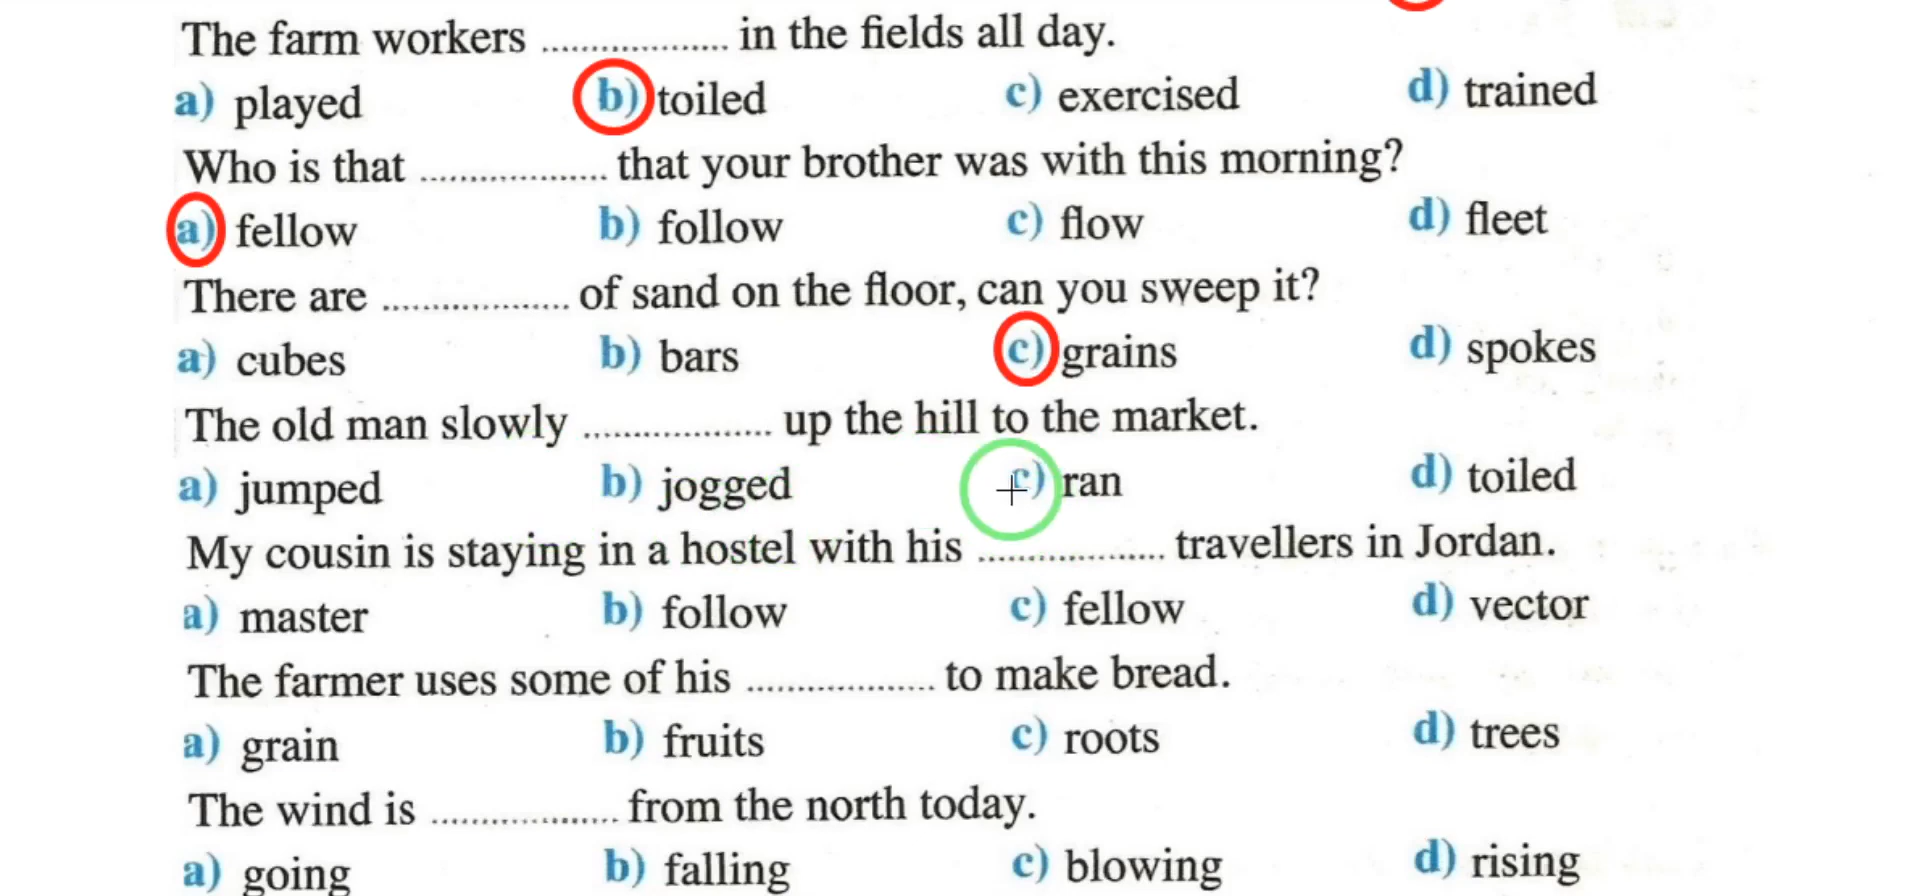 The farm workers ................... in the fields all day.
a) played b) toiled c) exercised d) trained
Who is that ................... that your brother was with this morning?
a) fellow b) follow c) flow d) fleet
There are ................... of sand on the floor, can you sweep it?
a) cubes b) bars c) grains d) spokes
The old man slowly ................... up the hill to the market.
a) jumped b) jogged c) ran d) toiled
My cousin is staying in a hostel with his ................... travellers in Jordan.
a) master b) follow c) fellow d) vector
The farmer uses some of his ................... to make bread.
a) grain b) fruits c) roots d) trees
The wind is ................... from the north today.
a) going b) falling c) blowing d) rising